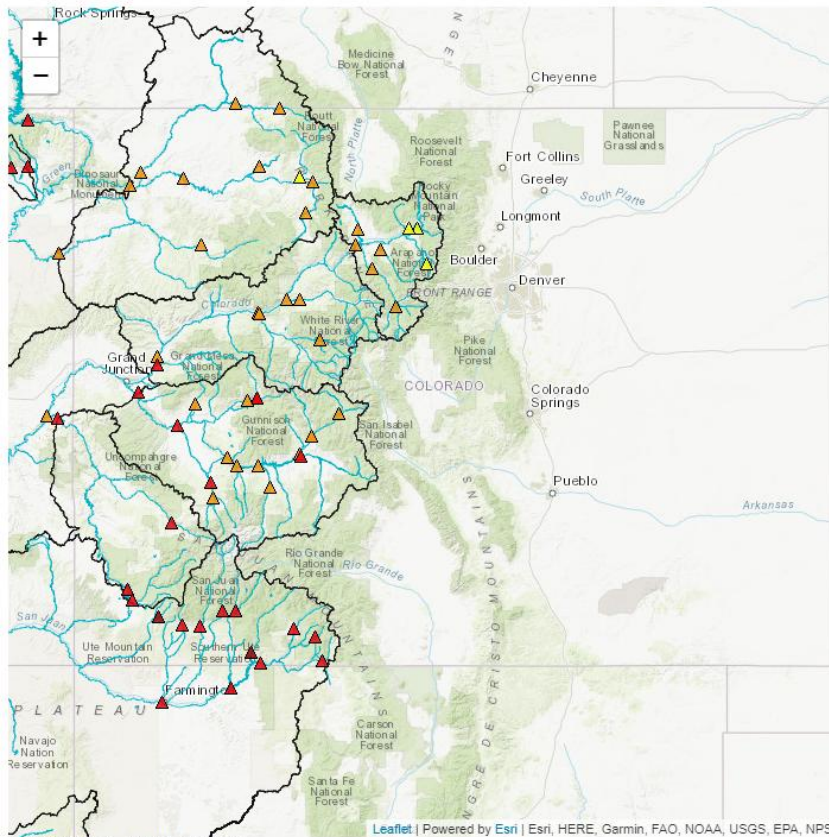 Rock Springs
+
−
Medicine
Bow National
Forest
Cheyenne
Routt
National
Forest
North Platte
Roosevelt
National
Forest
Pawnee
National
Grasslands
Fort Collins
Greeley
South Platte
Green
Dinosaur
National
Monument
Rocky
Mountain
National
Park
Longmont
Boulder
Arapaho
National
Forest
Denver
FRONT RANGE
Colorado
White River
National
Forest
Pike
National
Forest
Grand
Junction
Grand Mesa
National
Forest
COLORADO
Colorado
Springs
Gunnison
National
Forest
San Isabel
National
Forest
Uncompahgre
National
Forest
Pueblo
Arkansas
Rio Grande
National
Forest
Rio Grande
San Juan
National
Forest
San Juan
Ute Mountain
Reservation
Southern Ute
Reservation
Farmington
PLATEAU
Navajo
Nation
Reservation
Carson
National
Forest
Santa Fe
National
Forest
SANGRE DE CRISTO MOUNTAINS
Leaflet | Powered by Esri | Esri, HERE, Garmin, FAO, NOAA, USGS, EPA, NPS